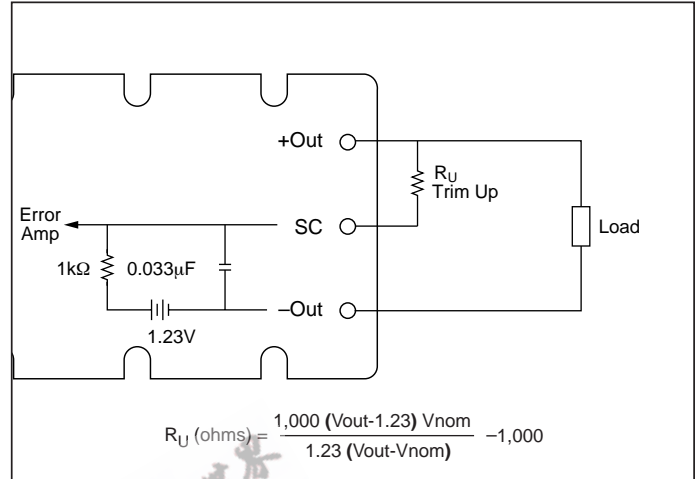 +Out
R_U
Trim Up
Error
Amp
SC
Load
1kΩ
0.033μF
–Out
1.23V
R_U (ohms) = 1,000 (Vout-1.23) Vnom / 1.23 (Vout-Vnom) –1,000